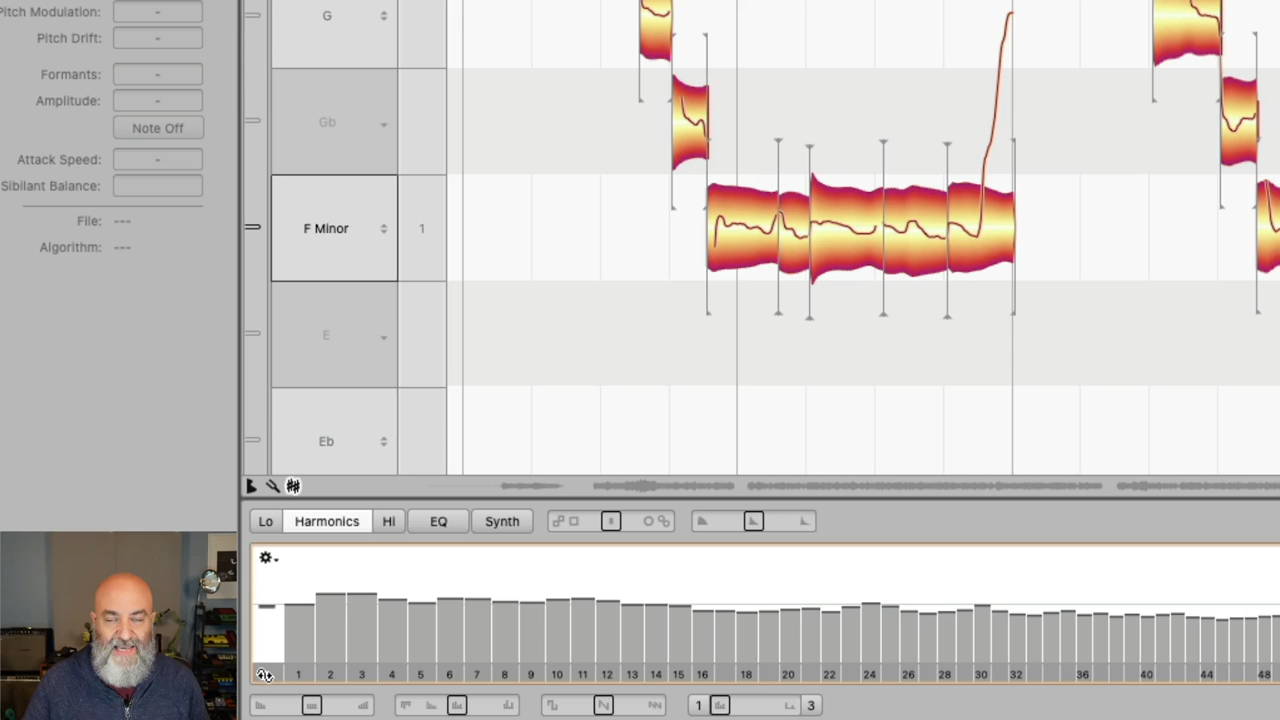 Pitch Modulation: -
Pitch Drift: -
Formants: -
Amplitude: -
Note Off
Attack Speed: -
Sibilant Balance:
File: ---
Algorithm: ---
G
Gb
F Minor 1
E
Eb
Lo Harmonics Hi EQ Synth
1 2 3 4 5 6 7 8 9 10 11 12 13 14 15 16 18 20 22 24 26 28 30 32 36 40 44 48
1 3